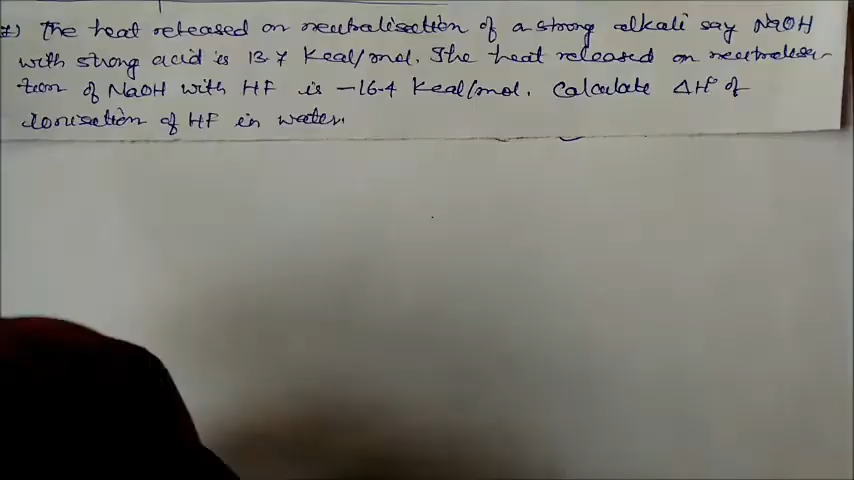 7) The heat released on neutralisation of a strong alkali say NaOH
with strong acid is 13.7 Kcal/mol. The heat released on neutralisa-
tion of NaOH with HF is -16.4 Kcal/mol. Calculate ΔH° of
ionisation of HF in water.